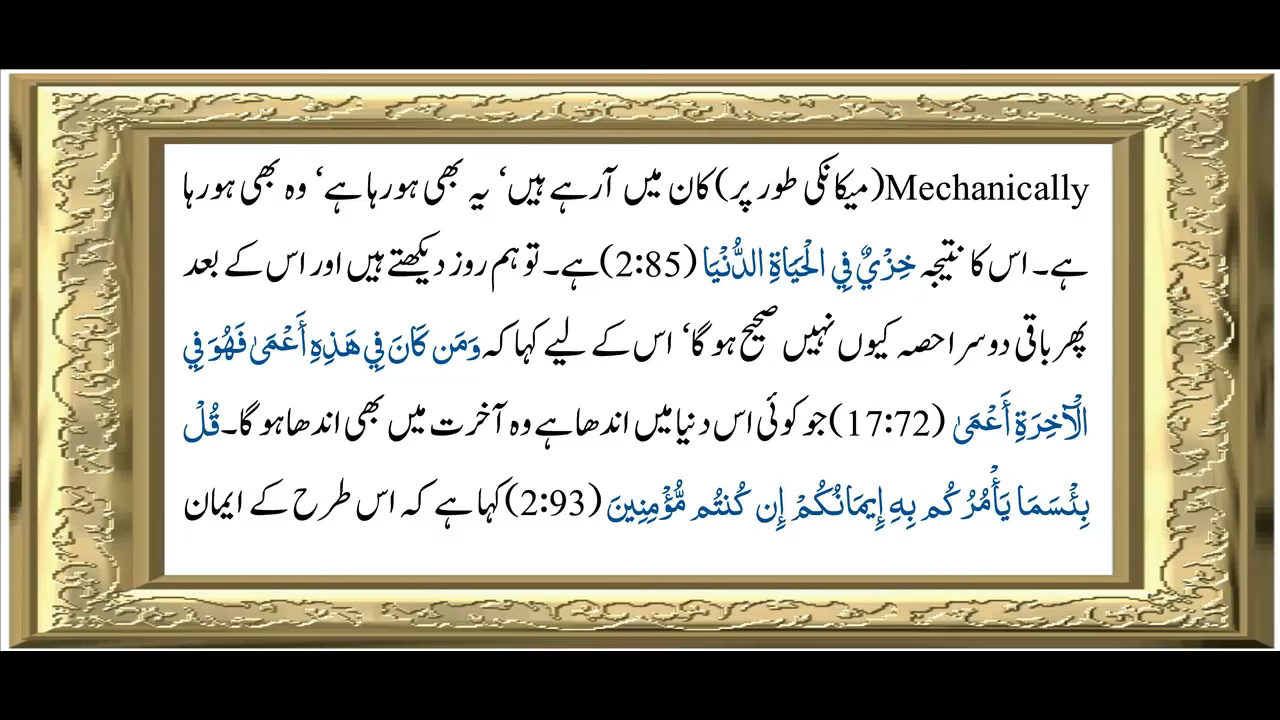 Mechanically(میکانکی طور پر) کان میں آرہے ہیں‘ یہ بھی ہورہا ہے‘ وہ بھی ہورہا
ہے۔ اس کا نتیجہ خِزْيٌ فِي الْحَيَاةِ الدُّنْيَا (2:85) ہے۔ تو ہم روز دیکھتے ہیں اور اس کے بعد
پھر باقی دوسرا حصہ کیوں نہیں صحیح ہو گا‘ اس کے لیے کہا کہ وَمَن كَانَ فِي هَذِهِ أَعْمَىٰ فَهُوَ فِي
الْآخِرَةِ أَعْمَىٰ (17:72) جو کوئی اس دنیا میں اندھا ہے وہ آخرت میں بھی اندھا ہو گا۔ قُلْ
بِئْسَمَا يَأْمُرُكُم بِهِ إِيمَانُكُمْ إِن كُنتُم مُّؤْمِنِينَ (2:93) کہا ہے کہ اس طرح کے ایمان